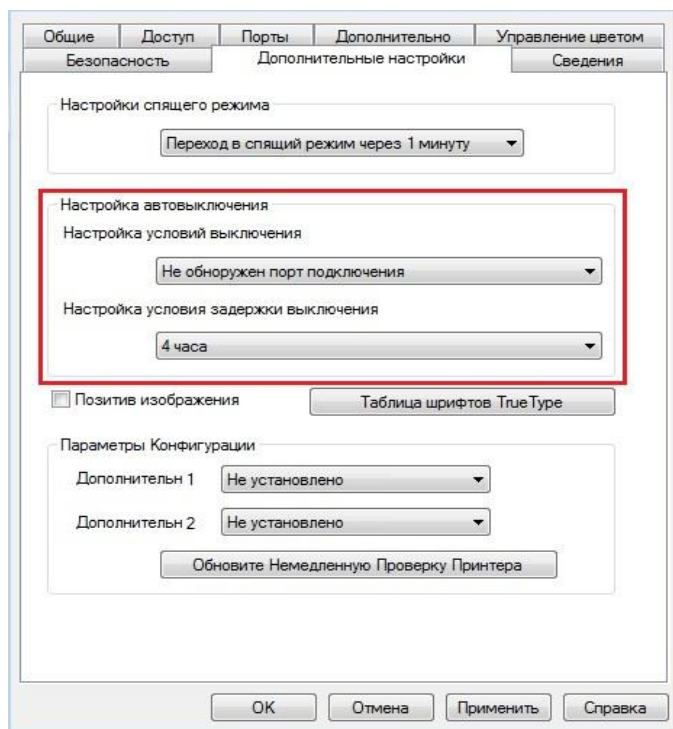 Общие
Доступ
Порты
Дополнительно
Управление цветом
Безопасность
Дополнительные настройки
Сведения
Настройки спящего режима
Переход в спящий режим через 1 минуту
Настройка автовыключения
Настройка условий выключения
Не обноружен порт подключения
Настройка условия задержки выключения
4 часа
Позитив изображения
Таблица шрифтов TrueType
Параметры Конфигурации
Дополнительн 1
Не установлено
Дополнительн 2
Не установлено
Обновите Немедленную Проверку Принтера
OK
Отмена
Применить
Справка